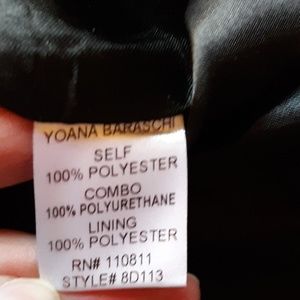 YOANA BARASCHI
SELF
100% POLYESTER
COMBO
100% POLYURETHANE
LINING
100% POLYESTER
RN# 110811
STYLE# 8D113